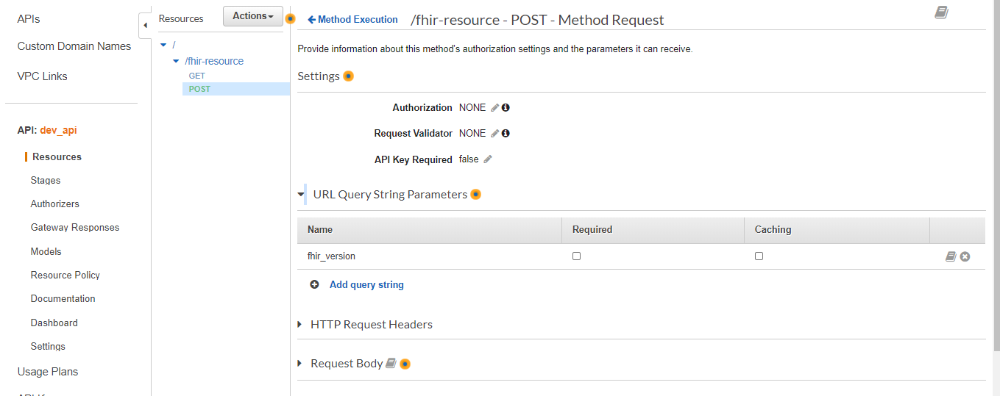 APIs
Custom Domain Names
VPC Links
API: dev_api
Resources
Stages
Authorizers
Gateway Responses
Models
Resource Policy
Documentation
Dashboard
Settings
Usage Plans
Resources
Actions
/
/fhir-resource
GET
POST
Method Execution /fhir-resource - POST - Method Request
Provide information about this method's authorization settings and the parameters it can receive.
Settings
Authorization NONE
Request Validator NONE
API Key Required false
URL Query String Parameters
Name Required Caching
fhir_version
Add query string
HTTP Request Headers
Request Body